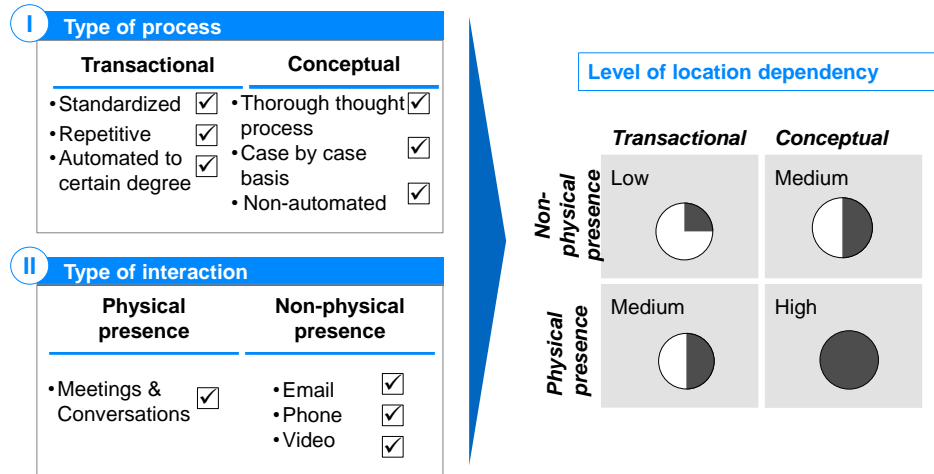 I
Type of process
Transactional
Conceptual
•Standardized
•Repetitive
•Automated to
certain degree
•Thorough thought
process
•Case by case
basis
• Non-automated
II
Type of interaction
Physical
presence
Non-physical
presence
•Meetings &
Conversations
•Email
•Phone
•Video
Level of location dependency
Transactional
Conceptual
Non-
physical
presence
Low
Medium
Physical
presence
Medium
High